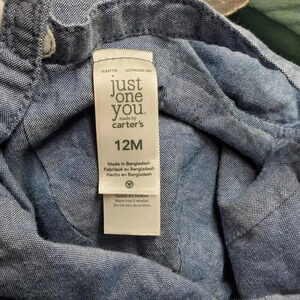 just
one
you.
made by
carter's
12M
Made in Bangladesh
Fabriqué au Bangladesh
Hecho en Bangladesh